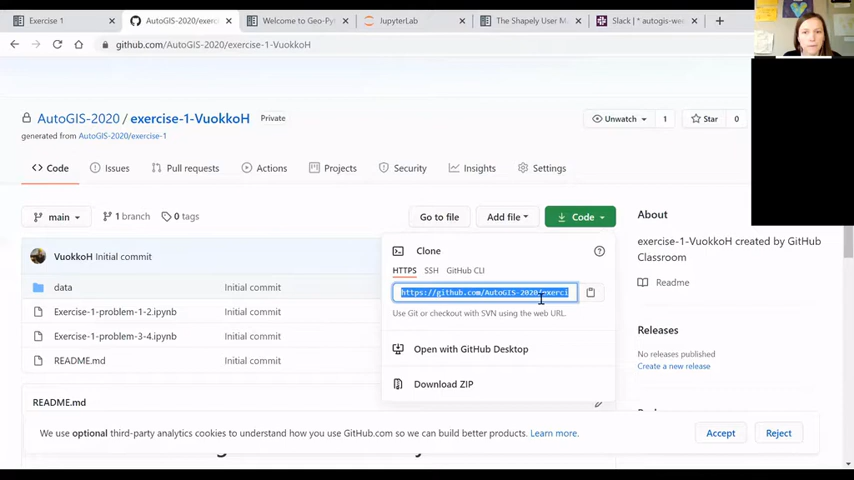 Exercise 1
AutoGIS-2020/exerc
Welcome to Geo-Py
JupyterLab
The Shapely User M
Slack | * autogis-we
github.com/AutoGIS-2020/exercise-1-VuokkoH
AutoGIS-2020 / exercise-1-VuokkoH
Private
Unwatch
1
Star
0
generated from AutoGIS-2020/exercise-1
Code
Issues
Pull requests
Actions
Projects
Security
Insights
Settings
main
1 branch
0 tags
Go to file
Add file
Code
About
exercise-1-VuokkoH created by GitHub
Classroom
Readme
VuokkoH Initial commit
data
Initial commit
Exercise-1-problem-1-2.ipynb
Initial commit
Exercise-1-problem-3-4.ipynb
Initial commit
README.md
Initial commit
Clone
HTTPS
SSH
GitHub CLI
https://github.com/AutoGIS-2020/exerci
Use Git or checkout with SVN using the web URL.
Open with GitHub Desktop
Download ZIP
Releases
No releases published
Create a new release
README.md
We use optional third-party analytics cookies to understand how you use GitHub.com so we can build better products. Learn more.
Accept
Reject